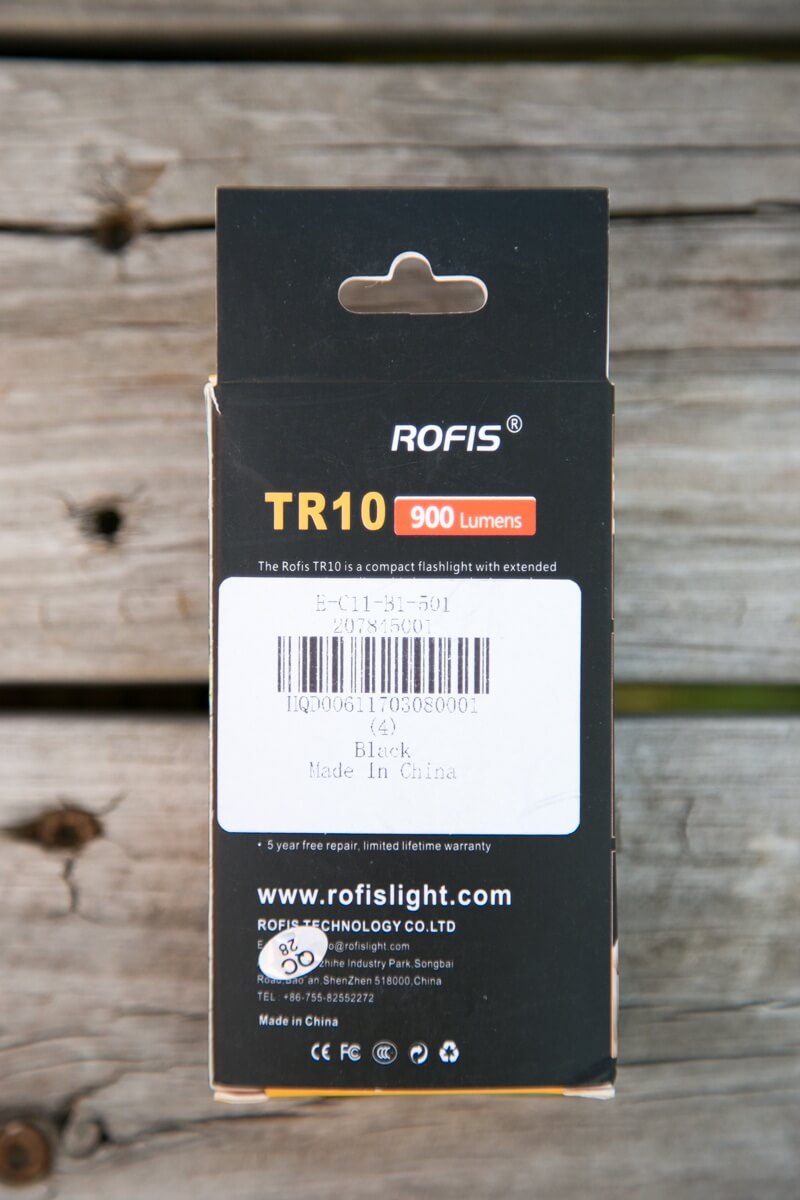 ROFIS®
TR10 900 Lumens
The Rofis TR10 is a compact flashlight with extended
E-C11-B1-501
207845001
HQD00611703080001
(4)
Black
Made In China
• 5 year free repair, limited lifetime warranty
www.rofislight.com
ROFIS TECHNOLOGY CO.LTD
o@rofislight.com
QC
28
zhihe Industry Park,Songbai
Road,Bao an,ShenZhen 518000,China
TEL: +86-755-82552272
Made in China
CE FC CCC